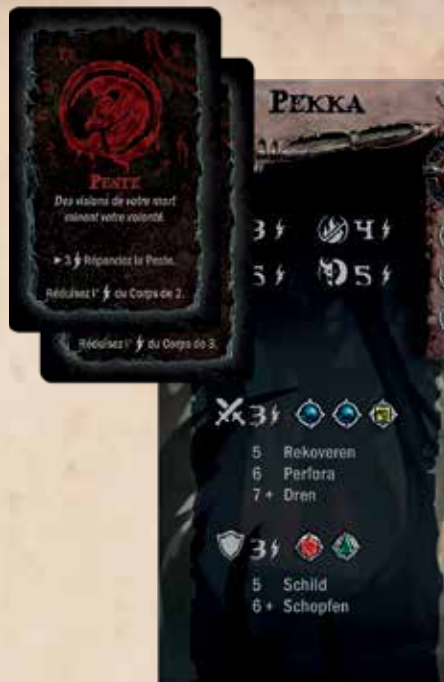 PESTE
Des visions de votre mort
minent votre volonté.
► 3 Répandez la Peste.
Réduisez l' du Corps de 2.
Réduisez l' du Corps de 3.
PEKKA
3 4
5 5
3
5 Rekoveren
6 Perfora
7+ Dren
3
5 Schild
6+ Schopfen